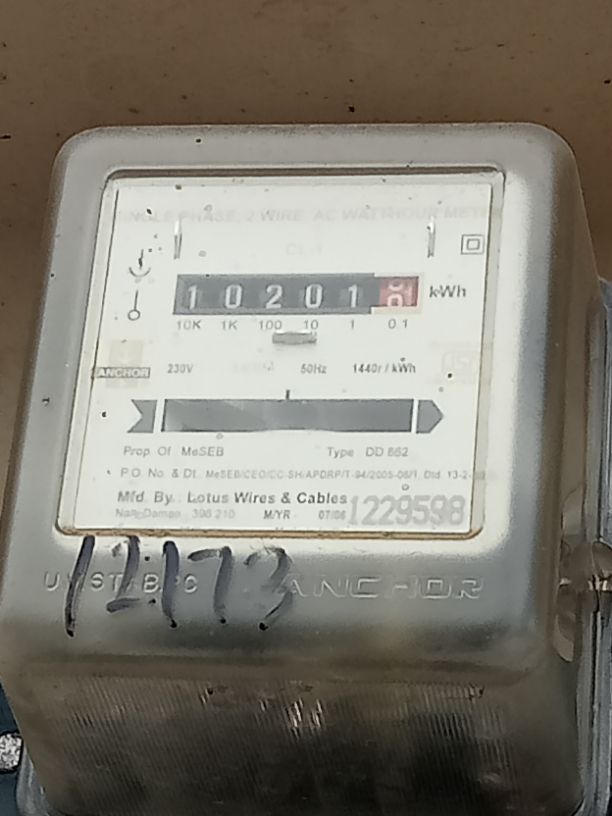 SINGLE PHASE, 2 WIRE AC WATTHOUR METER
CL.1
1 0 2 0 1 kWh
10K 1K 100 10 1 0.1
ANCHOR 230V 50Hz 1440r / kWh
Prop. Of MeSEB Type DD 862
P.O. No. & Dt. MeSEB/CEO/CC-SH/APDRP/T-94/2005-06/1, Dtd. 13-2-
Mfd. By. Lotus Wires & Cables
Nani Daman 396 210 M/YR 07/06 1229598
12173
ANCHOR